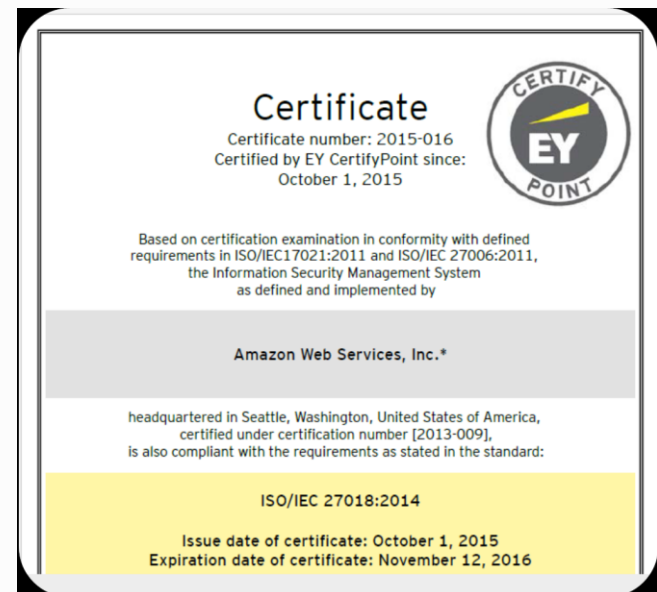 Certificate
Certificate number: 2015-016
Certified by EY CertifyPoint since:
October 1, 2015
CERTIFY
EY
POINT
Based on certification examination in conformity with defined
requirements in ISO/IEC17021:2011 and ISO/IEC 27006:2011,
the Information Security Management System
as defined and implemented by
Amazon Web Services, Inc.*
headquartered in Seattle, Washington, United States of America,
certified under certification number [2013-009],
is also compliant with the requirements as stated in the standard:
ISO/IEC 27018:2014
Issue date of certificate: October 1, 2015
Expiration date of certificate: November 12, 2016